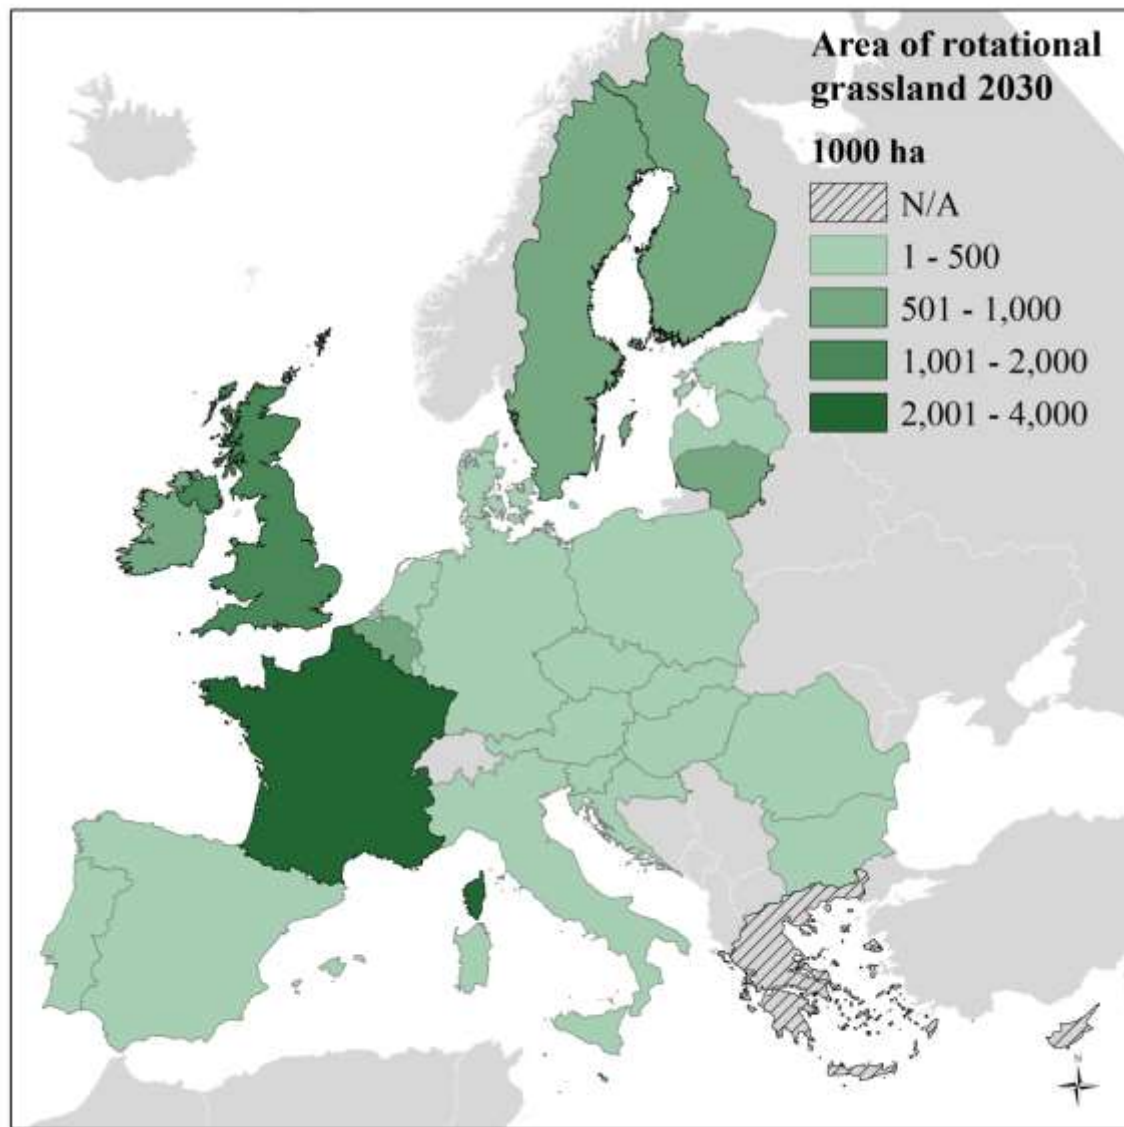 Area of rotational
grassland 2030
1000 ha
N/A
1 - 500
501 - 1,000
1,001 - 2,000
2,001 - 4,000
N